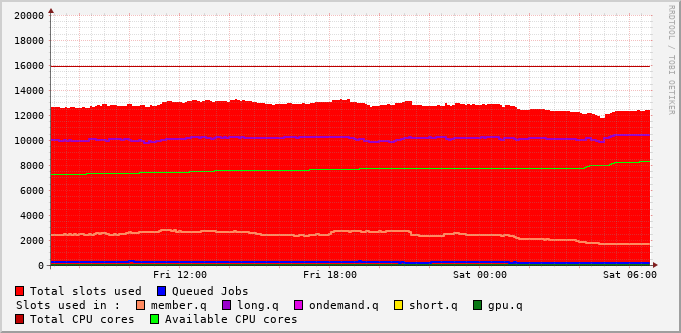 RRDTOOL / TOBI OETIKER
20000
18000
16000
14000
12000
10000
8000
6000
4000
2000
0
Fri 12:00 Fri 18:00 Sat 00:00 Sat 06:00
Total slots used Queued Jobs
Slots used in : member.q long.q ondemand.q short.q gpu.q
Total CPU cores Available CPU cores